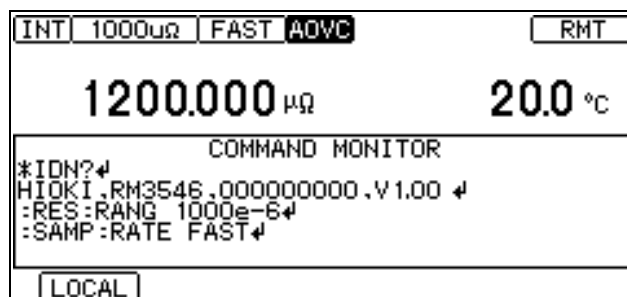 INT 1000uΩ FAST AOVC RMT
1200.000 μΩ 20.0 °C
COMMAND MONITOR
*IDN?↲
HIOKI,RM3546,000000000,V1.00 ↲
:RES:RANG 1000e-6↲
:SAMP:RATE FAST↲
LOCAL